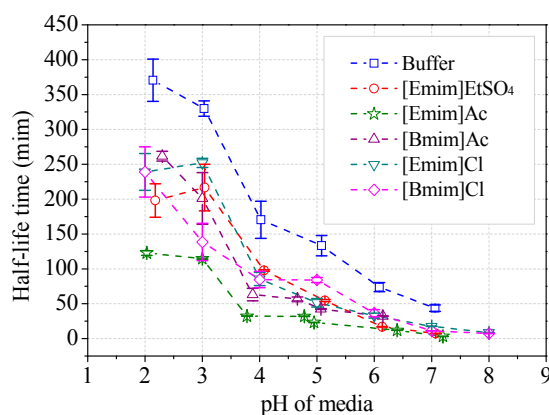 450
400
350
300
250
200
150
100
50
0
Half-life time (mim)
Buffer
[Emim]EtSO4
[Emim]Ac
[Bmim]Ac
[Emim]Cl
[Bmim]Cl
1 2 3 4 5 6 7 8 9
pH of media